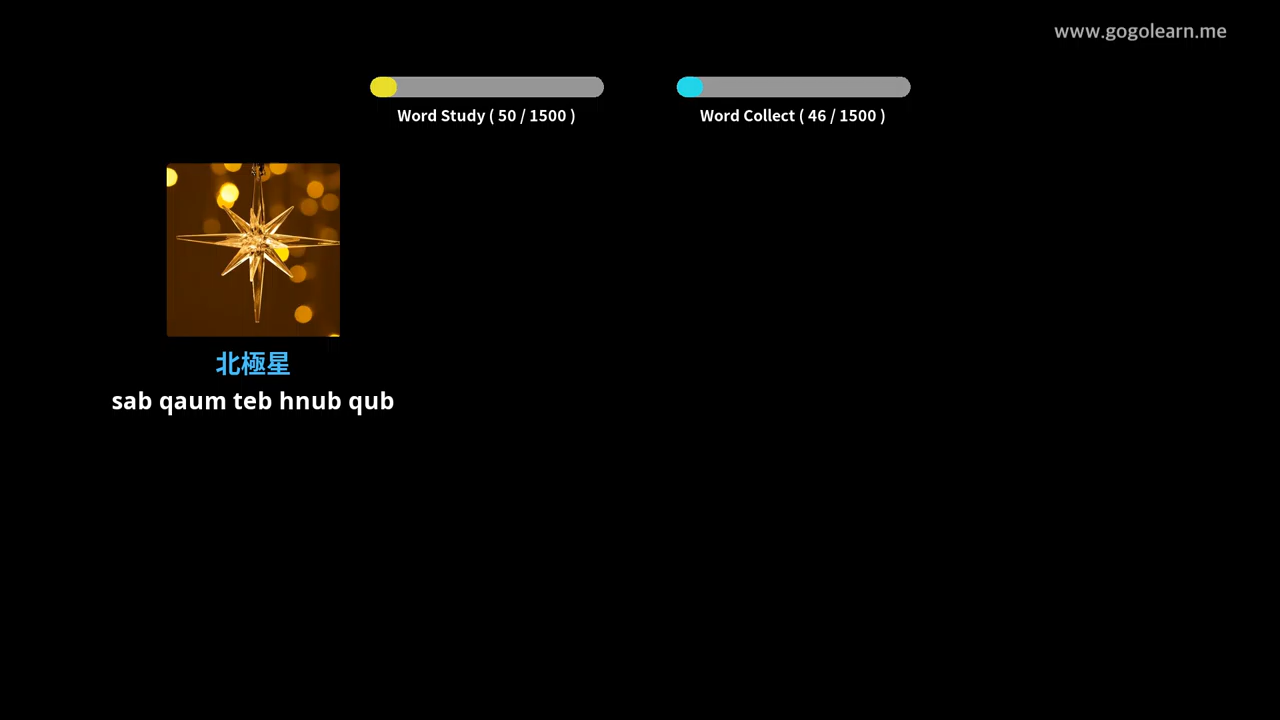 www.gogolearn.me
Word Study ( 50 / 1500 )
Word Collect ( 46 / 1500 )
北極星
sab qaum teb hnub qub